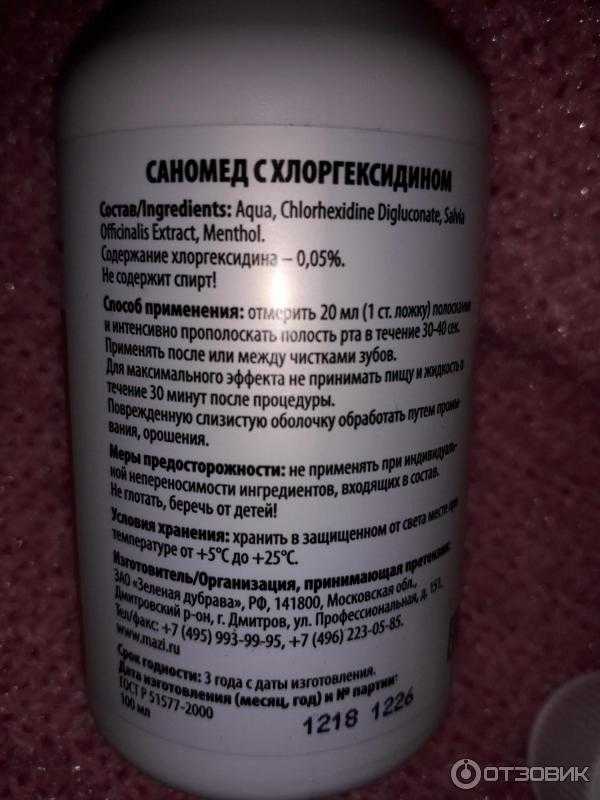 САНОМЕД С ХЛОРГЕКСИДИНОМ
Состав/Ingredients: Aqua, Chlorhexidine Digluconate, Salvia
Officinalis Extract, Menthol.
Содержание хлоргексидина – 0,05%.
Не содержит спирт!
Способ применения: отмерить 20 мл (1 ст. ложку) полоскания
и интенсивно прополоскать полость рта в течение 30-40 сек.
Применять после или между чистками зубов.
Для максимального эффекта не принимать пищу и жидкость в
течение 30 минут после процедуры.
Поврежденную слизистую оболочку обработать путем промы-
вания, орошения.
Меры предосторожности: не применять при индивидуаль-
ной непереносимости ингредиентов, входящих в состав.
Не глотать, беречь от детей!
Условия хранения: хранить в защищенном от света месте при
температуре от +5°С до +25°С.
Изготовитель/Организация, принимающая претензии:
ЗАО «Зеленая дубрава», РФ, 141800, Московская обл.,
Дмитровский р-он, г. Дмитров, ул. Профессиональная, д. 151.
Тел/факс: +7 (495) 993-99-95, +7 (496) 223-05-85.
www.mazi.ru
Срок годности: 3 года с даты изготовления.
Дата изготовления (месяц, год) и № партии:
ГОСТ Р 51577-2000
100 мл
1218 1226
ОТЗОВИК